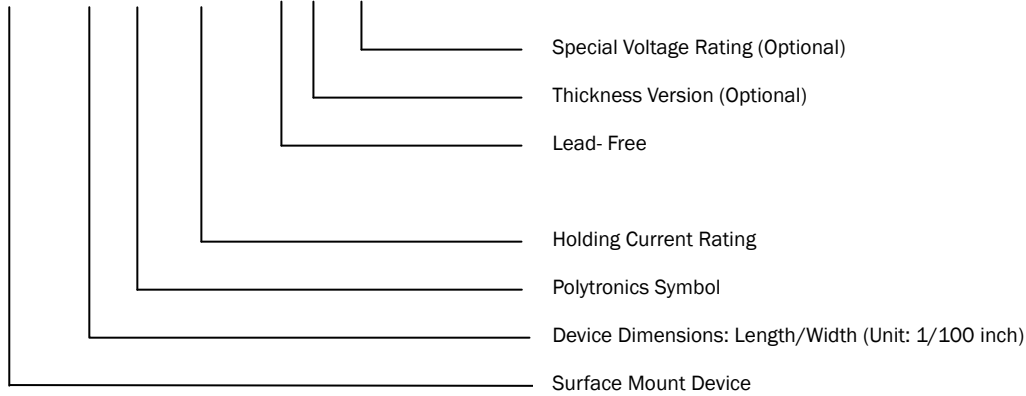 Special Voltage Rating (Optional)
Thickness Version (Optional)
Lead- Free
Holding Current Rating
Polytronics Symbol
Device Dimensions: Length/Width (Unit: 1/100 inch)
Surface Mount Device